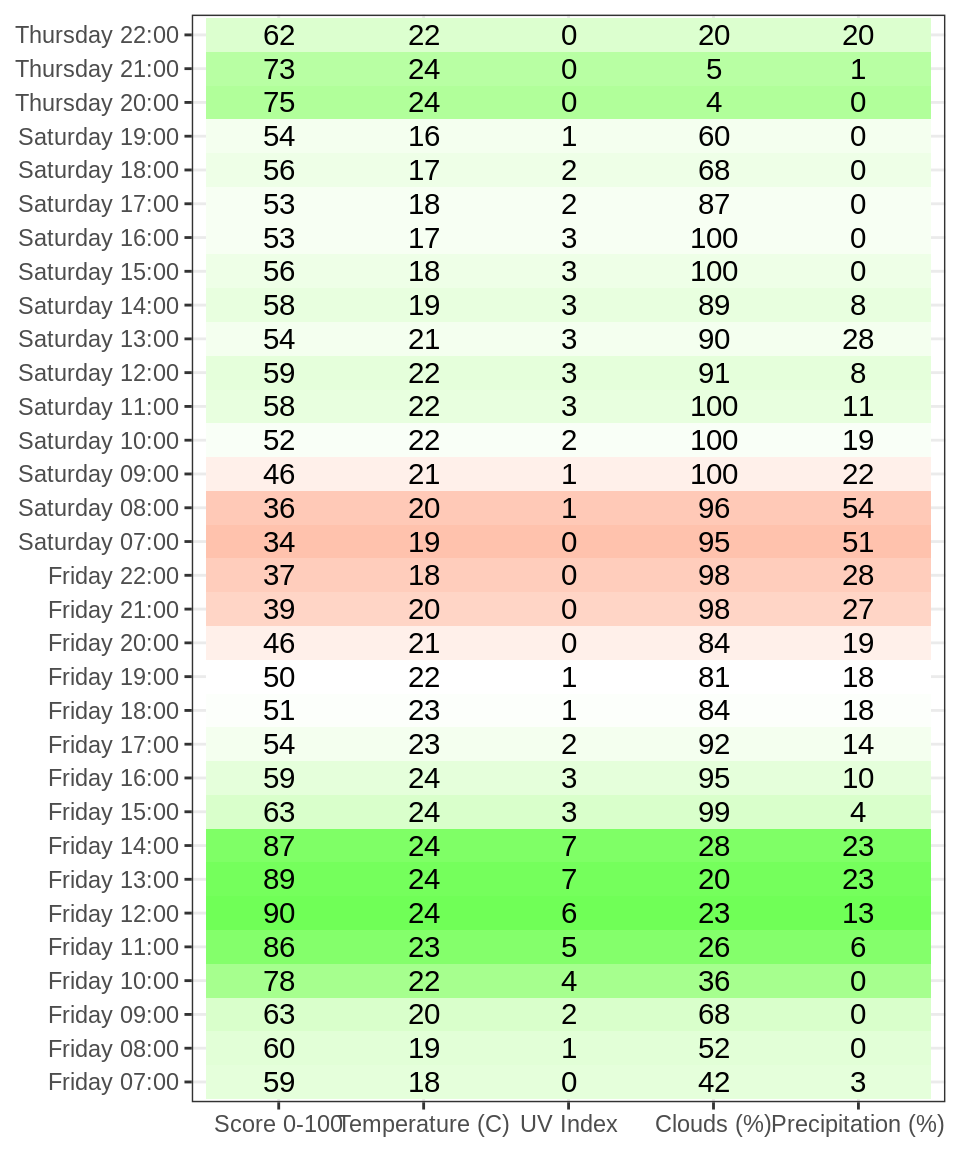 Thursday 22:00 62 22 0 20 20
Thursday 21:00 73 24 0 5 1
Thursday 20:00 75 24 0 4 0
Saturday 19:00 54 16 1 60 0
Saturday 18:00 56 17 2 68 0
Saturday 17:00 53 18 2 87 0
Saturday 16:00 53 17 3 100 0
Saturday 15:00 56 18 3 100 0
Saturday 14:00 58 19 3 89 8
Saturday 13:00 54 21 3 90 28
Saturday 12:00 59 22 3 91 8
Saturday 11:00 58 22 3 100 11
Saturday 10:00 52 22 2 100 19
Saturday 09:00 46 21 1 100 22
Saturday 08:00 36 20 1 96 54
Saturday 07:00 34 19 0 95 51
Friday 22:00 37 18 0 98 28
Friday 21:00 39 20 0 98 27
Friday 20:00 46 21 0 84 19
Friday 19:00 50 22 1 81 18
Friday 18:00 51 23 1 84 18
Friday 17:00 54 23 2 92 14
Friday 16:00 59 24 3 95 10
Friday 15:00 63 24 3 99 4
Friday 14:00 87 24 7 28 23
Friday 13:00 89 24 7 20 23
Friday 12:00 90 24 6 23 13
Friday 11:00 86 23 5 26 6
Friday 10:00 78 22 4 36 0
Friday 09:00 63 20 2 68 0
Friday 08:00 60 19 1 52 0
Friday 07:00 59 18 0 42 3
Score 0-100 Temperature (C) UV Index Clouds (%) Precipitation (%)